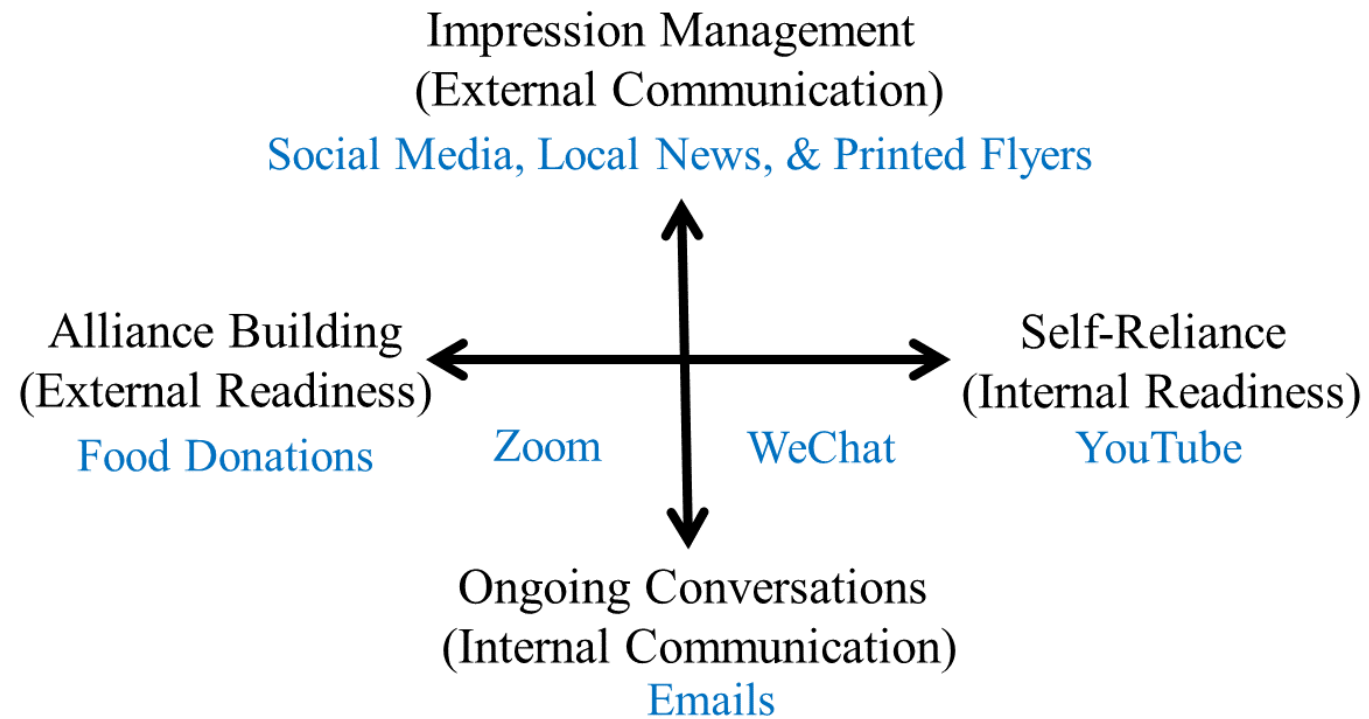 Impression Management
(External Communication)
Social Media, Local News, & Printed Flyers
Alliance Building
(External Readiness)
Food Donations
Zoom
WeChat
Self-Reliance
(Internal Readiness)
YouTube
Ongoing Conversations
(Internal Communication)
Emails